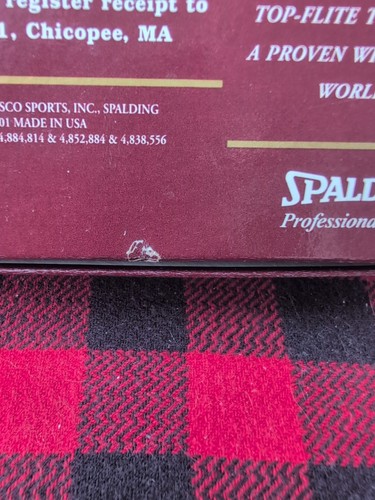 register receipt to
1, Chicopee, MA
SCO SPORTS, INC., SPALDING
01 MADE IN USA
4,884,814 & 4,852,884 & 4,838,556
TOP-FLITE T
A PROVEN WI
WORL
SPALD
Professiona